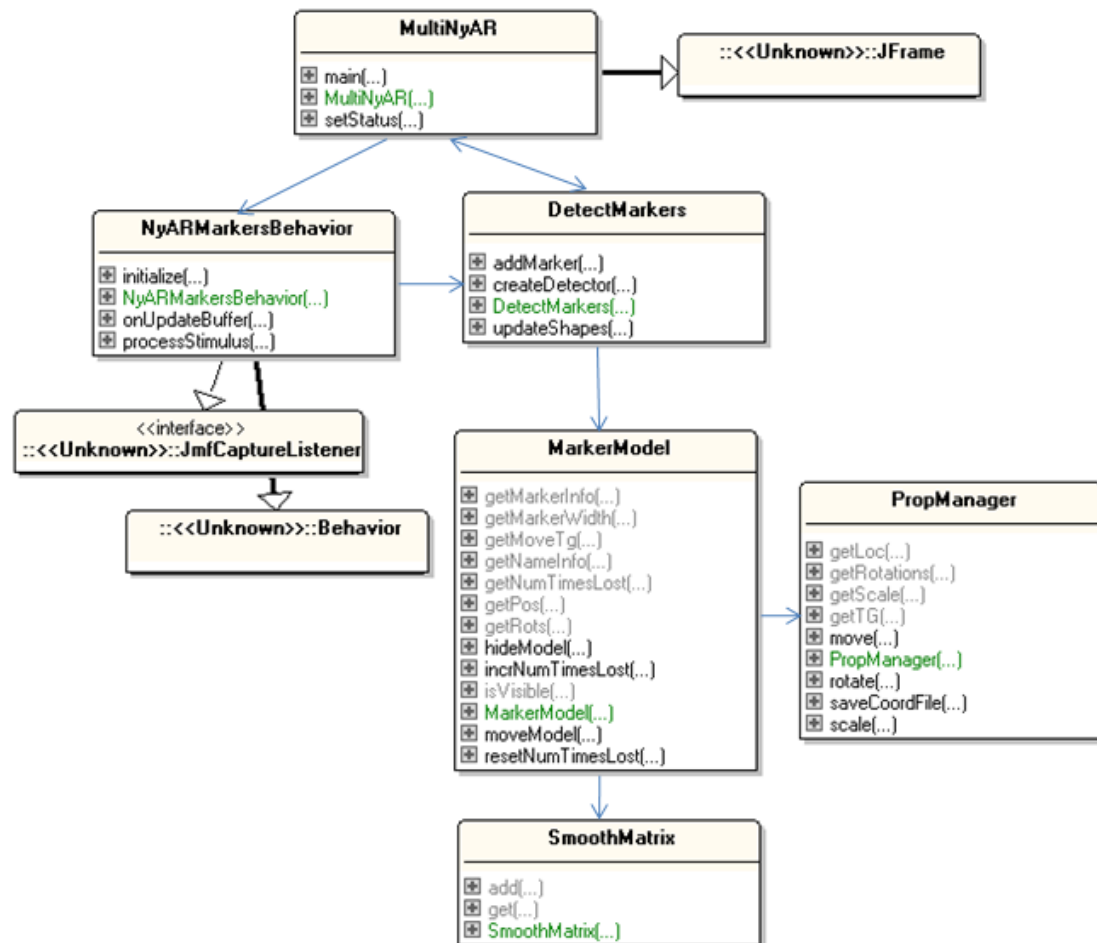 MultiNyAR
main(...)
MultiNyAR(...)
setStatus(...)
::<<Unknown>>::JFrame
NyARMarkersBehavior
initialize(...)
NyARMarkersBehavior(...)
onUpdateBuffer(...)
processStimulus(...)
DetectMarkers
addMarker(...)
createDetector(...)
DetectMarkers(...)
updateShapes(...)
<<interface>>
::<<Unknown>>::JmfCaptureListener
::<<Unknown>>::Behavior
MarkerModel
getMarkerInfo(...)
getMarkerWidth(...)
getMoveTg(...)
getNameInfo(...)
getNumTimesLost(...)
getPos(...)
getRots(...)
hideModel(...)
incrNumTimesLost(...)
isVisible(...)
MarkerModel(...)
moveModel(...)
resetNumTimesLost(...)
PropManager
getLoc(...)
getRotations(...)
getScale(...)
getTG(...)
move(...)
PropManager(...)
rotate(...)
saveCoordFile(...)
scale(...)
SmoothMatrix
add(...)
get(...)
SmoothMatrix(...)